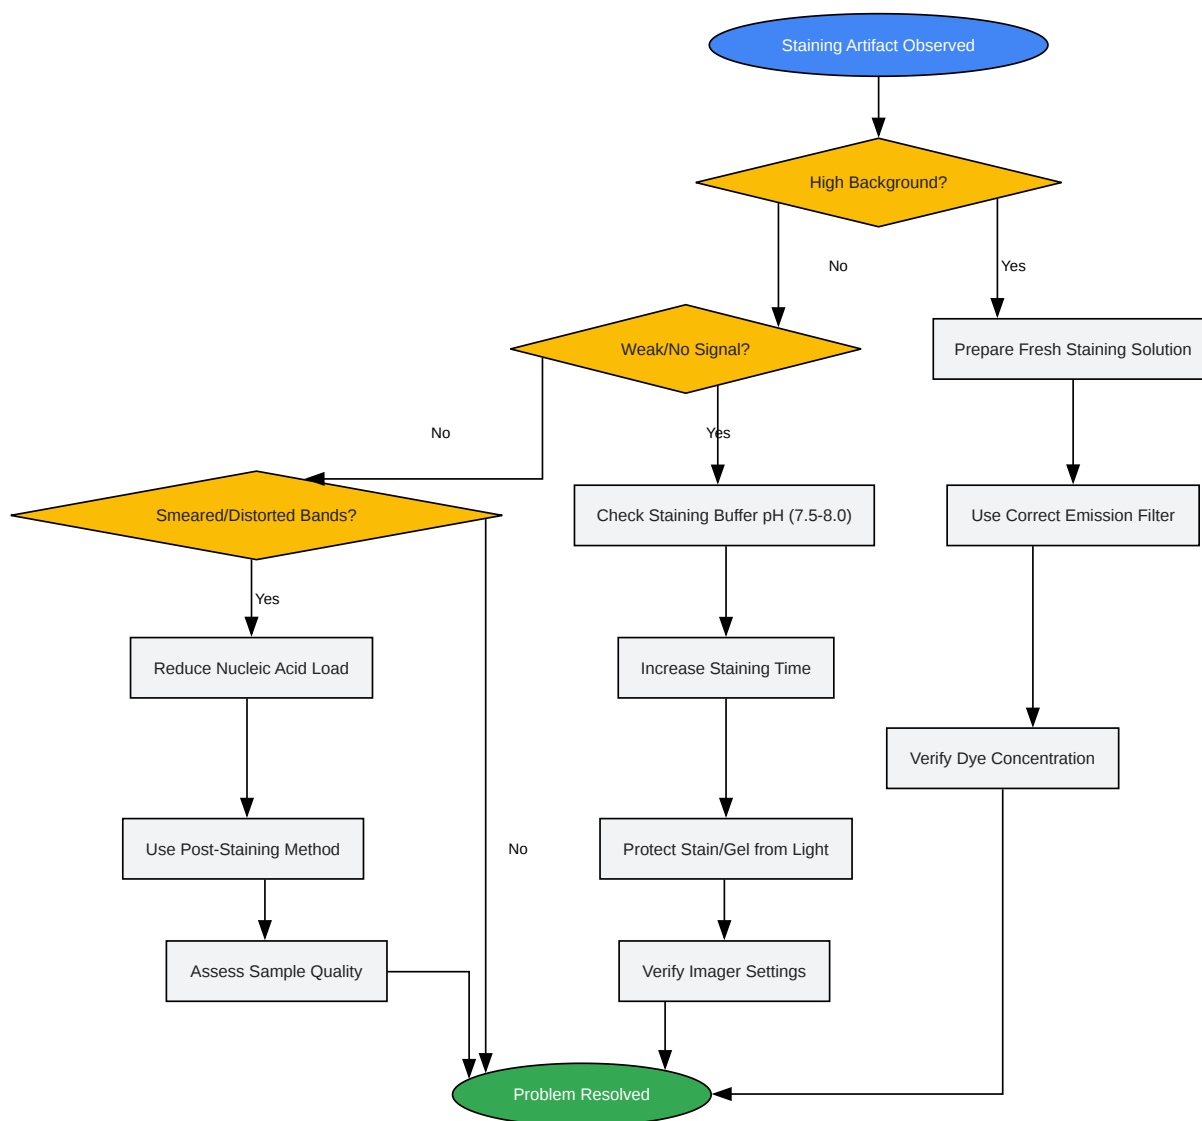 Staining Artifact Observed
High Background?
No
Yes
Weak/No Signal?
Prepare Fresh Staining Solution
No
Yes
Smeared/Distorted Bands?
Check Staining Buffer pH (7.5-8.0)
Use Correct Emission Filter
Yes
Reduce Nucleic Acid Load
Increase Staining Time
Verify Dye Concentration
Use Post-Staining Method
No
Protect Stain/Gel from Light
Assess Sample Quality
Verify Imager Settings
Problem Resolved